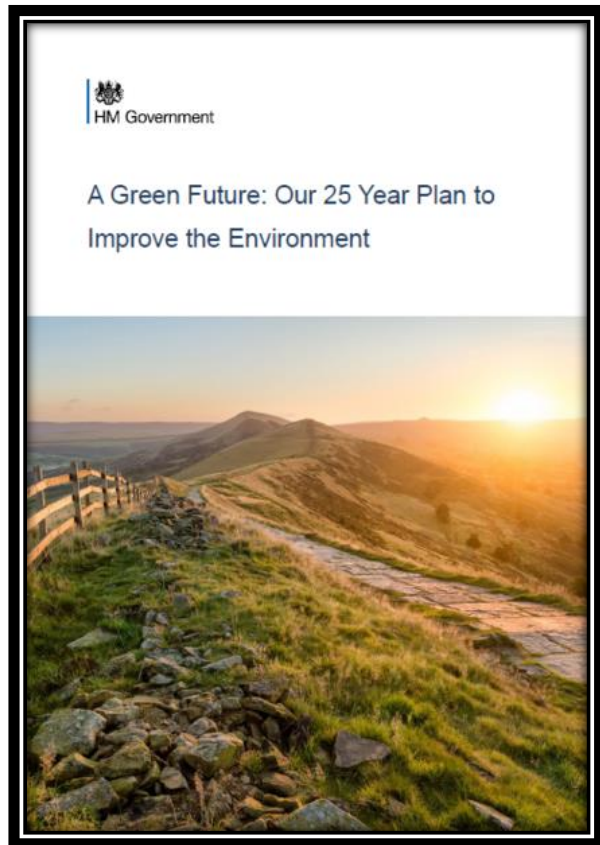 HM Government
A Green Future: Our 25 Year Plan to
Improve the Environment